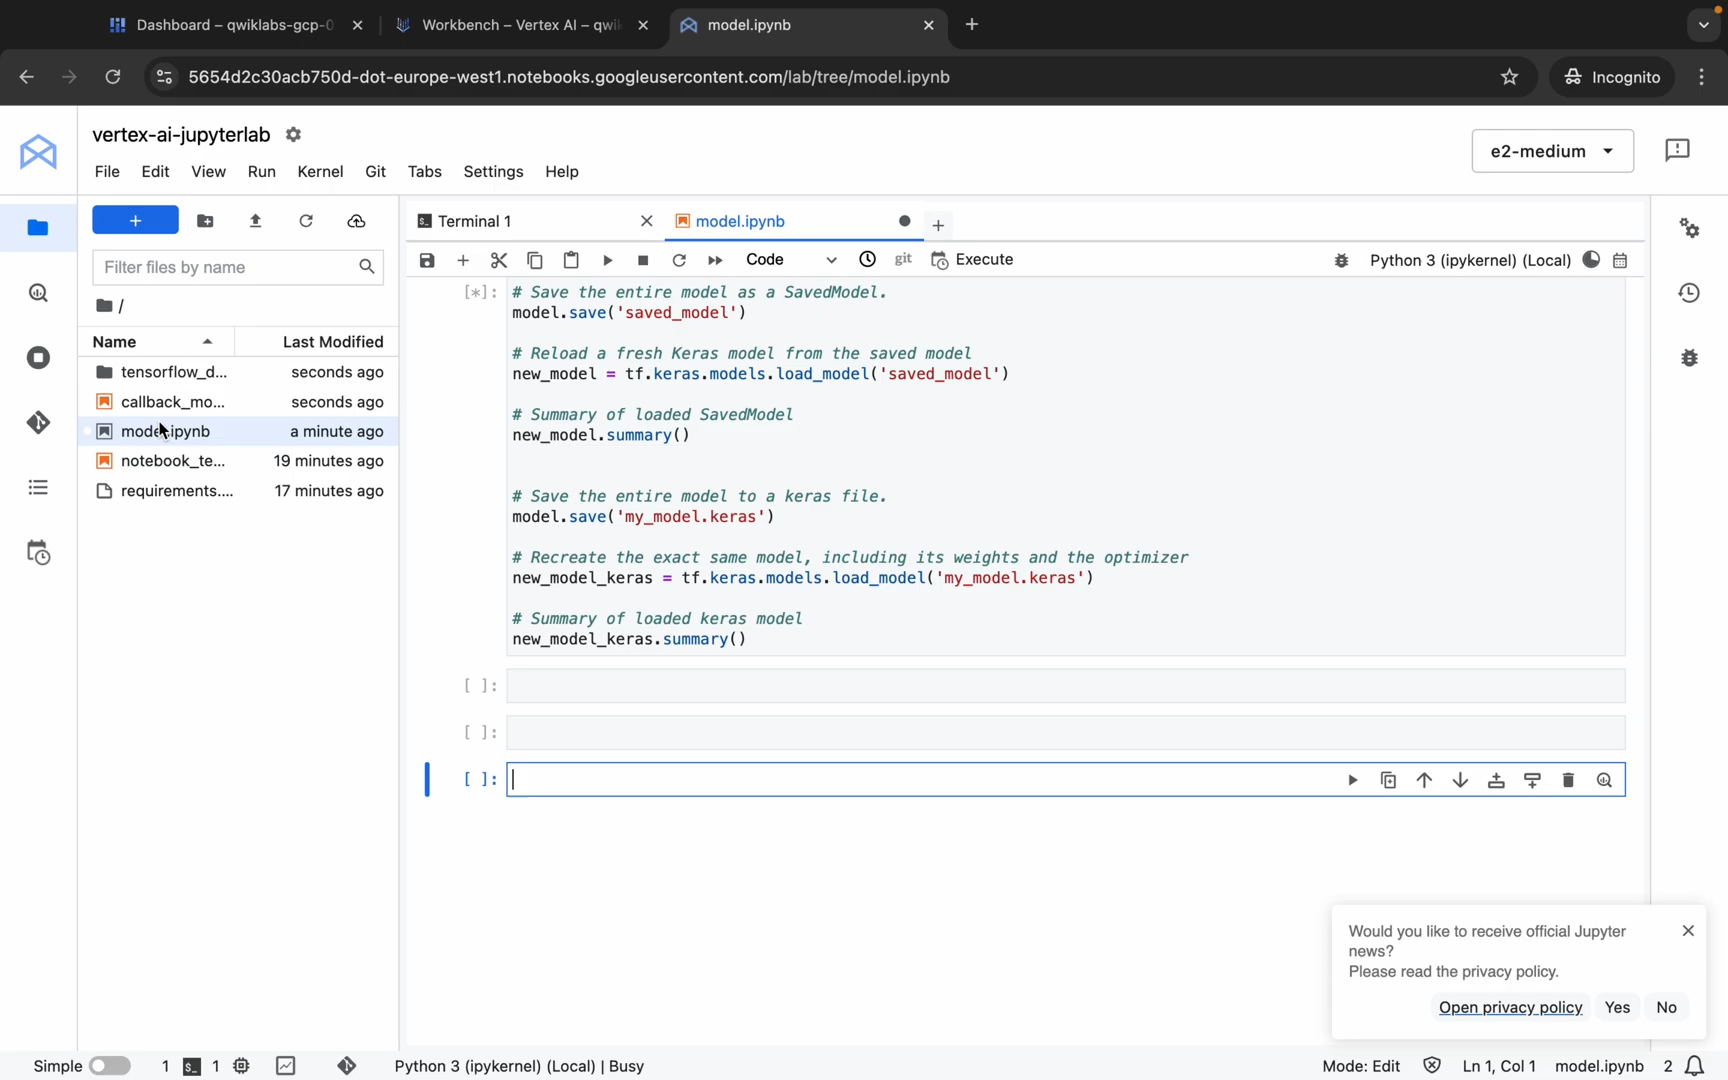 Dashboard – qwiklabs-gcp-0
Workbench – Vertex AI – qwi
model.ipynb
5654d2c30acb750d-dot-europe-west1.notebooks.googleusercontent.com/lab/tree/model.ipynb
Incognito
vertex-ai-jupyterlab
e2-medium
File Edit View Run Kernel Git Tabs Settings Help
Terminal 1
model.ipynb
Filter files by name
/
Name Last Modified
tensorflow_d... seconds ago
callback_mo... seconds ago
model.ipynb a minute ago
notebook_te... 19 minutes ago
requirements.... 17 minutes ago
Code
git
Execute
Python 3 (ipykernel) (Local)
[*]: # Save the entire model as a SavedModel.
model.save('saved_model')
# Reload a fresh Keras model from the saved model
new_model = tf.keras.models.load_model('saved_model')
# Summary of loaded SavedModel
new_model.summary()
# Save the entire model to a keras file.
model.save('my_model.keras')
# Recreate the exact same model, including its weights and the optimizer
new_model_keras = tf.keras.models.load_model('my_model.keras')
# Summary of loaded keras model
new_model_keras.summary()
[ ]:
[ ]:
[ ]:
Would you like to receive official Jupyter
news?
Please read the privacy policy.
Open privacy policy Yes No
Simple 1 1 Python 3 (ipykernel) (Local) | Busy Mode: Edit Ln 1, Col 1 model.ipynb 2